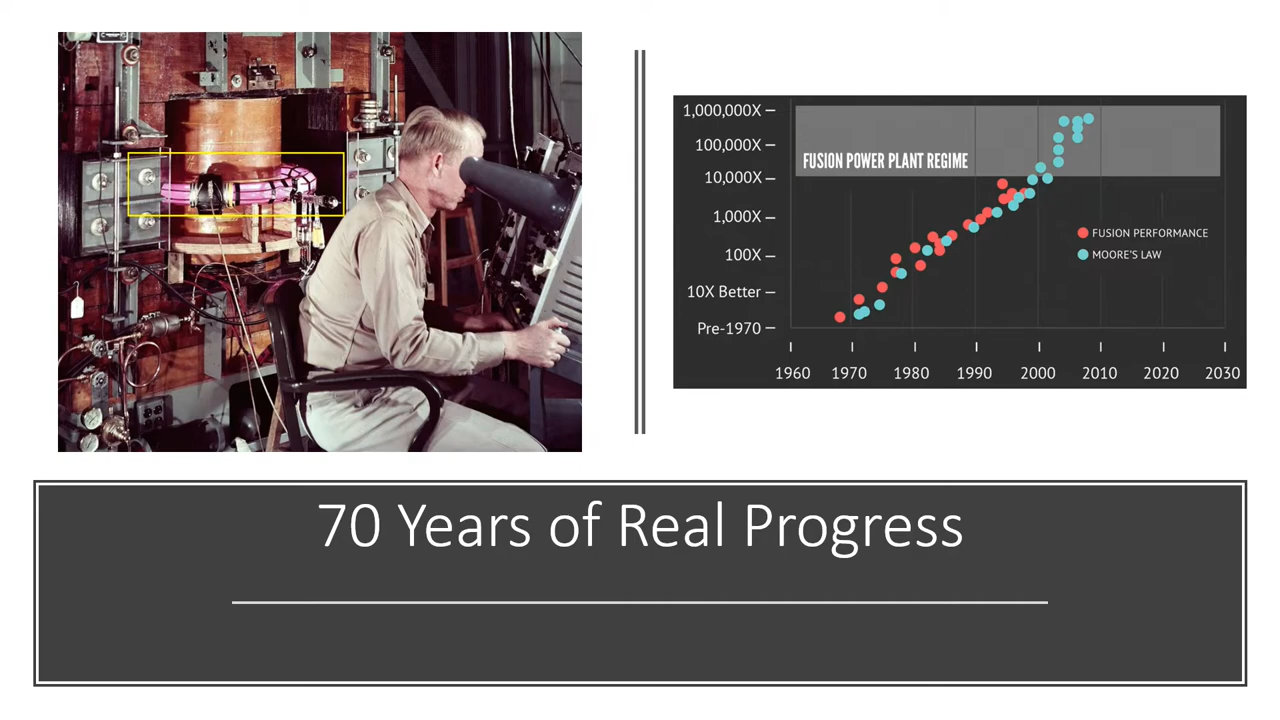 1,000,000X
100,000X
10,000X
1,000X
100X
10X Better
Pre-1970
FUSION POWER PLANT REGIME
FUSION PERFORMANCE
MOORE'S LAW
1960 1970 1980 1990 2000 2010 2020 2030
70 Years of Real Progress